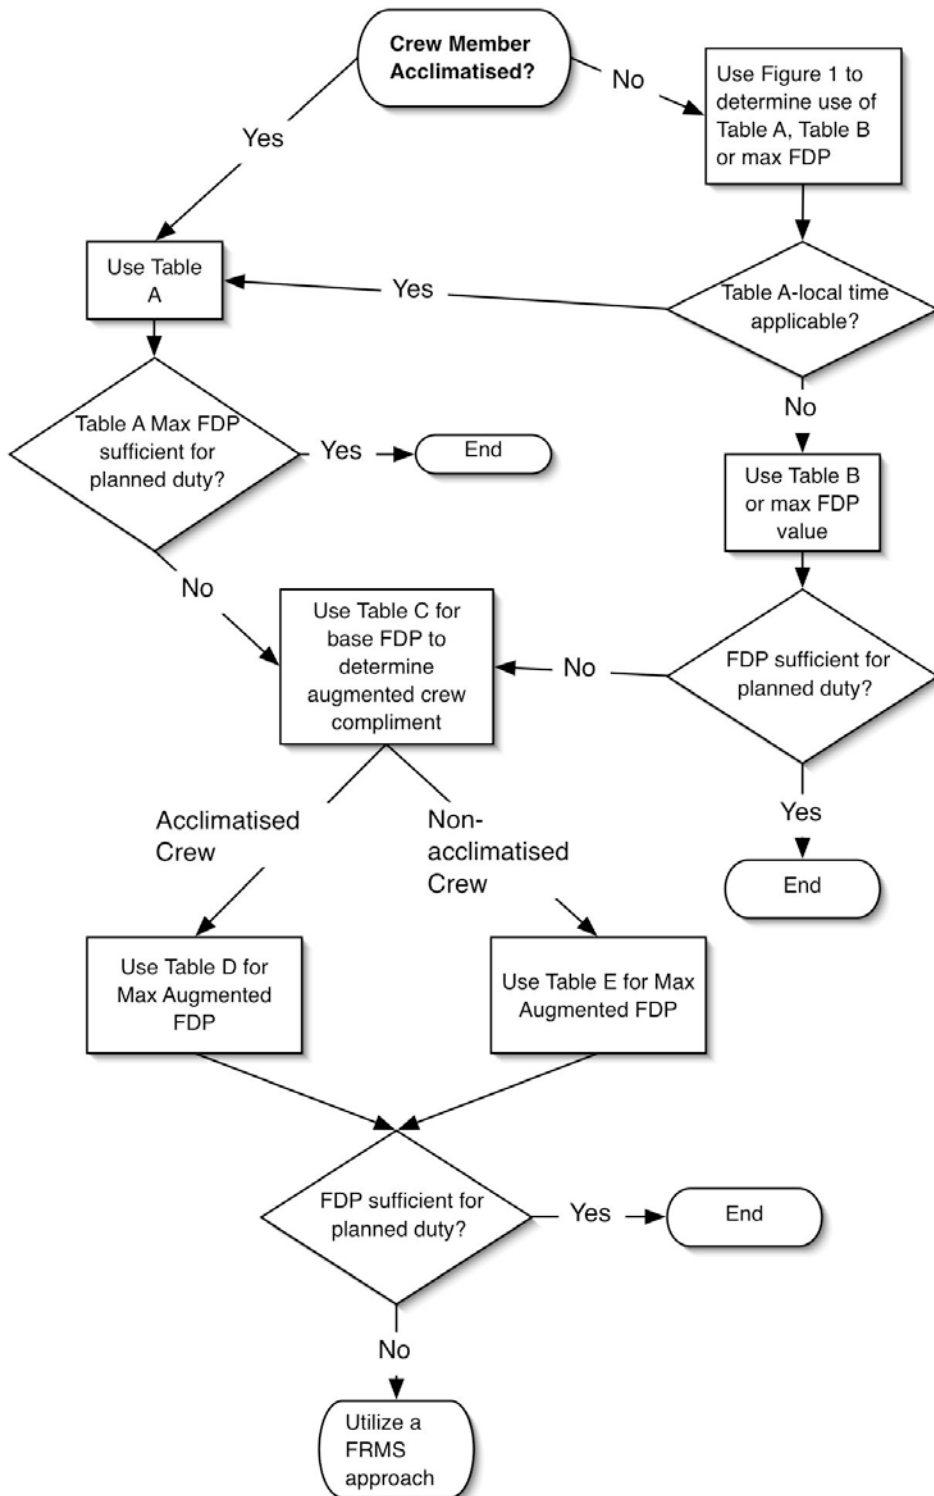 Crew Member
Acclimatised?
No
Use Figure 1 to
determine use of
Table A, Table B
or max FDP
Yes
Use Table
A
Yes
Table A-local time
applicable?
No
Table A Max FDP
sufficient for
planned duty?
Yes
End
Use Table B
or max FDP
value
No
Use Table C for
base FDP to
determine
augmented crew
compliment
No
FDP sufficient for
planned duty?
Yes
End
Acclimatised
Crew
Non-
acclimatised
Crew
Use Table D for
Max Augmented
FDP
Use Table E for Max
Augmented FDP
FDP sufficient for
planned duty?
Yes
End
No
Utilize a
FRMS
approach